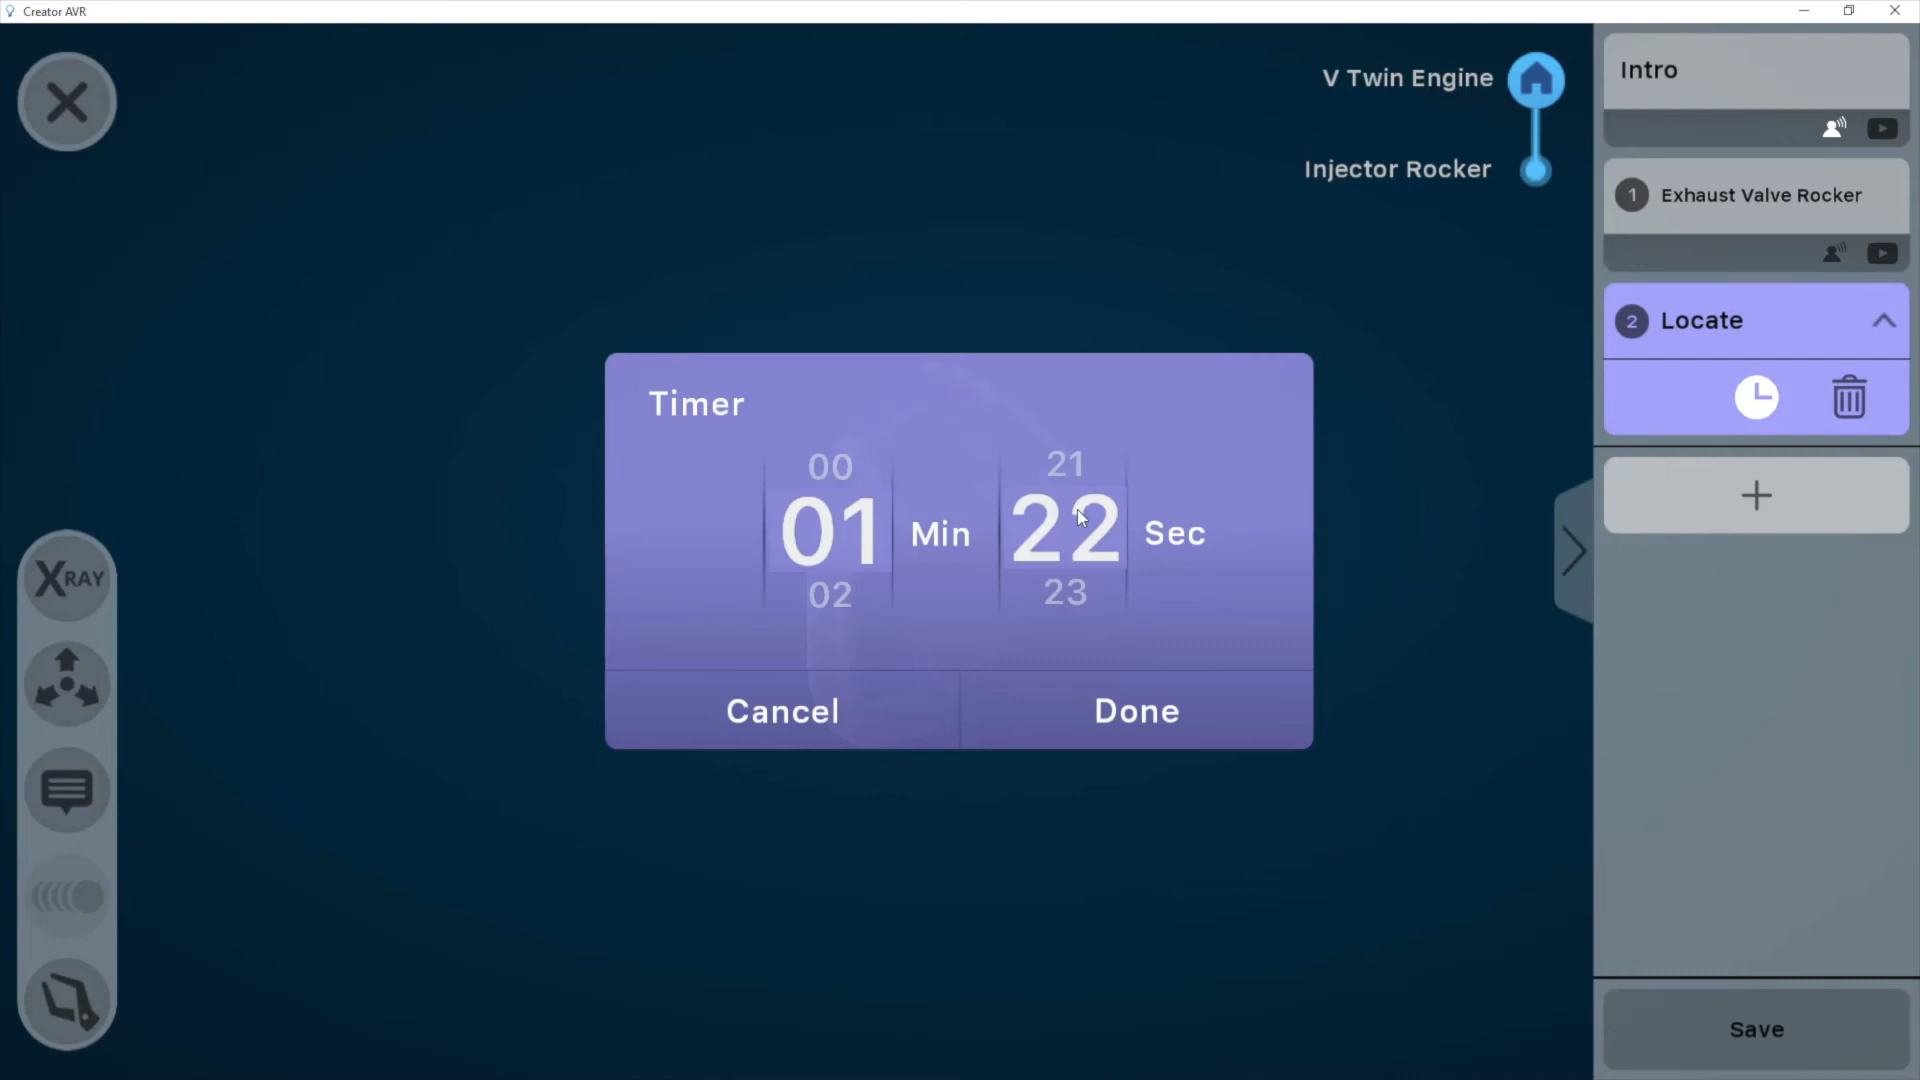 Creator AVR
V Twin Engine
Injector Rocker
Intro
1 Exhaust Valve Rocker
2 Locate
Timer
00 21
01 Min 22 Sec
02 23
Cancel Done
XRAY
+
Save